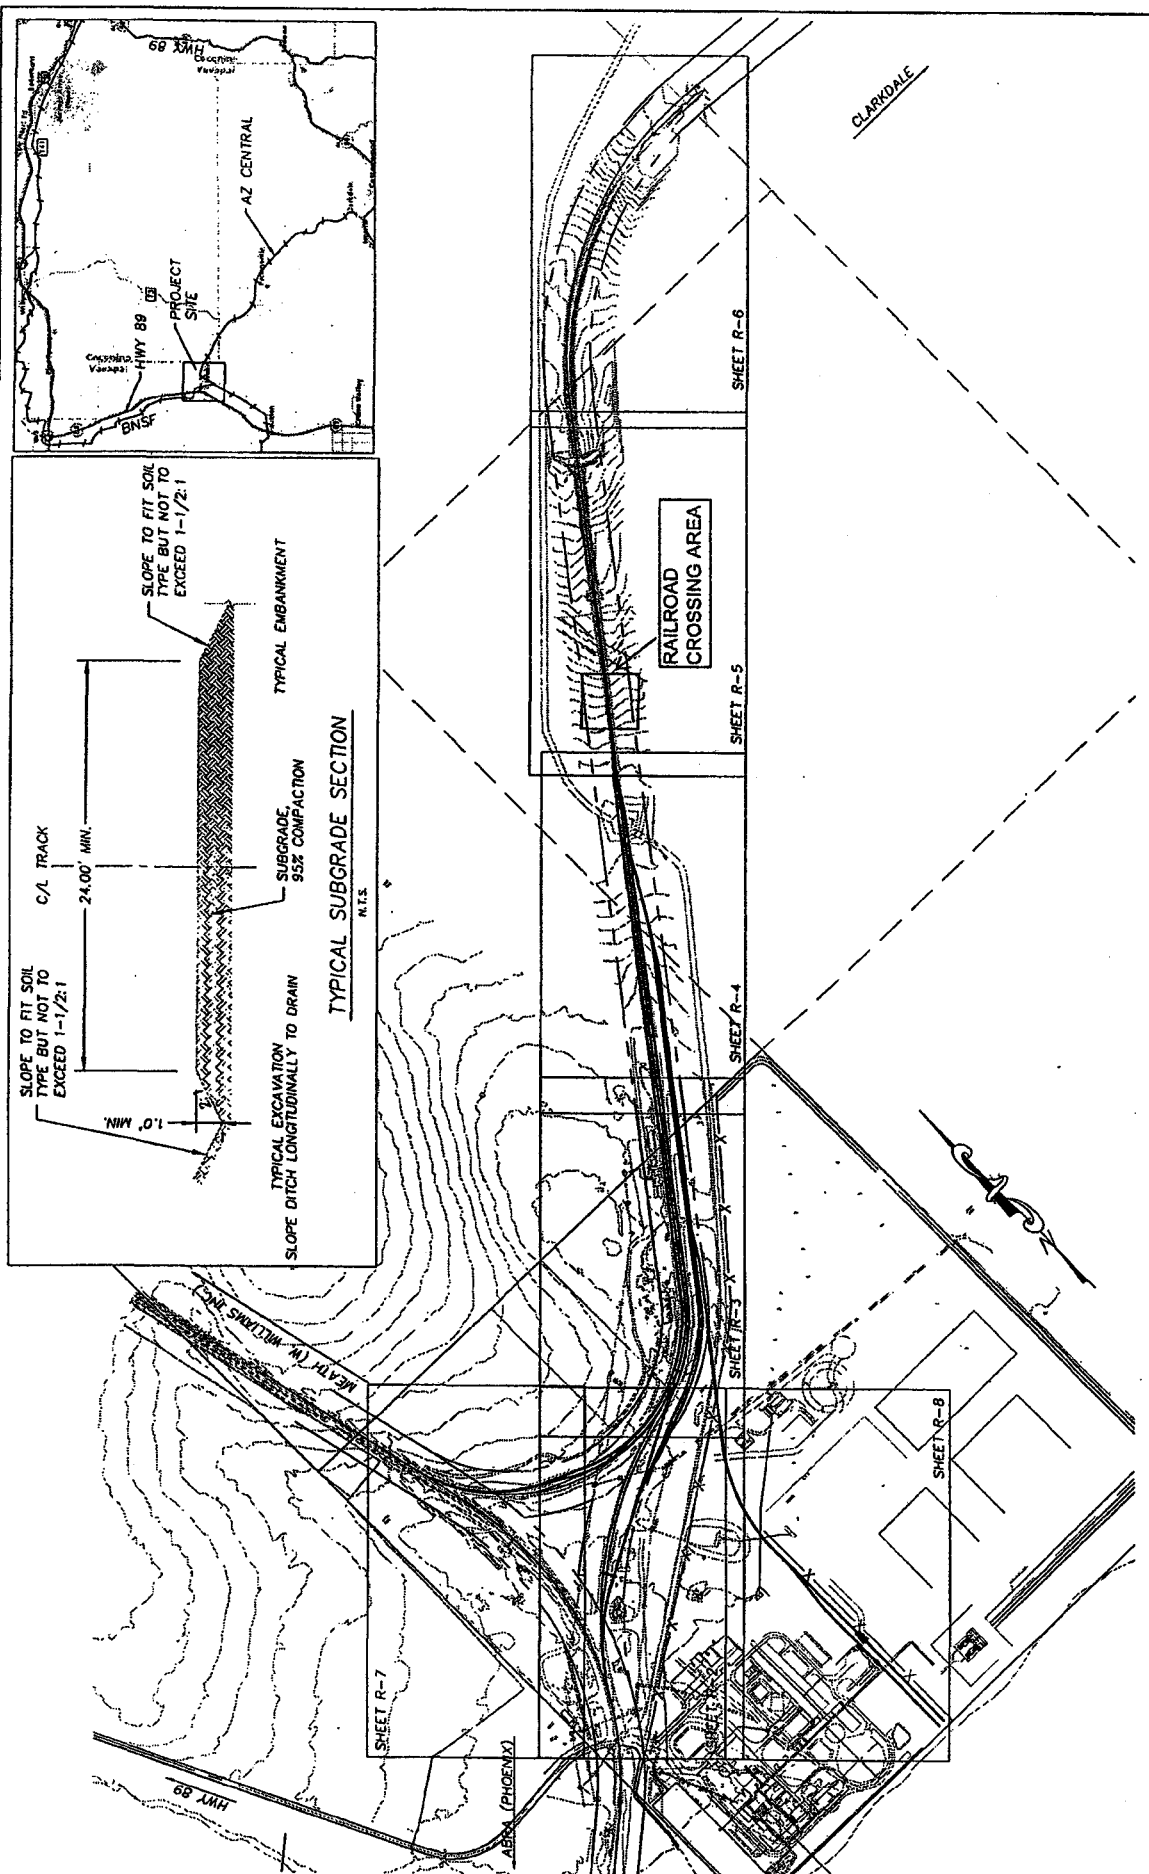 HWY 89
AZ CENTRAL
PROJECT
SITE
HWY 89
BNSF
SLOPE TO FIT SOIL
TYPE BUT NOT TO
EXCEED 1-1/2:1
C/L TRACK
24.00' MIN.
SLOPE TO FIT SOIL
TYPE BUT NOT TO
EXCEED 1-1/2:1
1.0' MIN.
2
TYPICAL EXCAVATION
SLOPE DITCH LONGITUDINALLY TO DRAIN
SUBGRADE,
95% COMPACTION
TYPICAL EMBANKMENT
TYPICAL SUBGRADE SECTION
N.T.S.
CLARKDALE
SHEET R-6
RAILROAD
CROSSING AREA
SHEET R-5
SHEET R-4
SHEET R-3
SHEET R-8
SHEET R-7
MEATH (W. WILLIAMS ING.)
ABRA (PHOENIX)
HWY 89
N